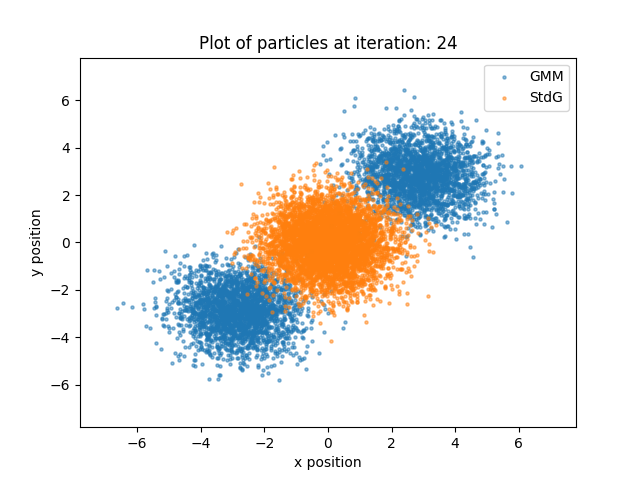 Plot of particles at iteration: 24
GMM
StdG
6
4
2
0
−2
−4
−6
y position
−6 −4 −2 0 2 4 6
x position